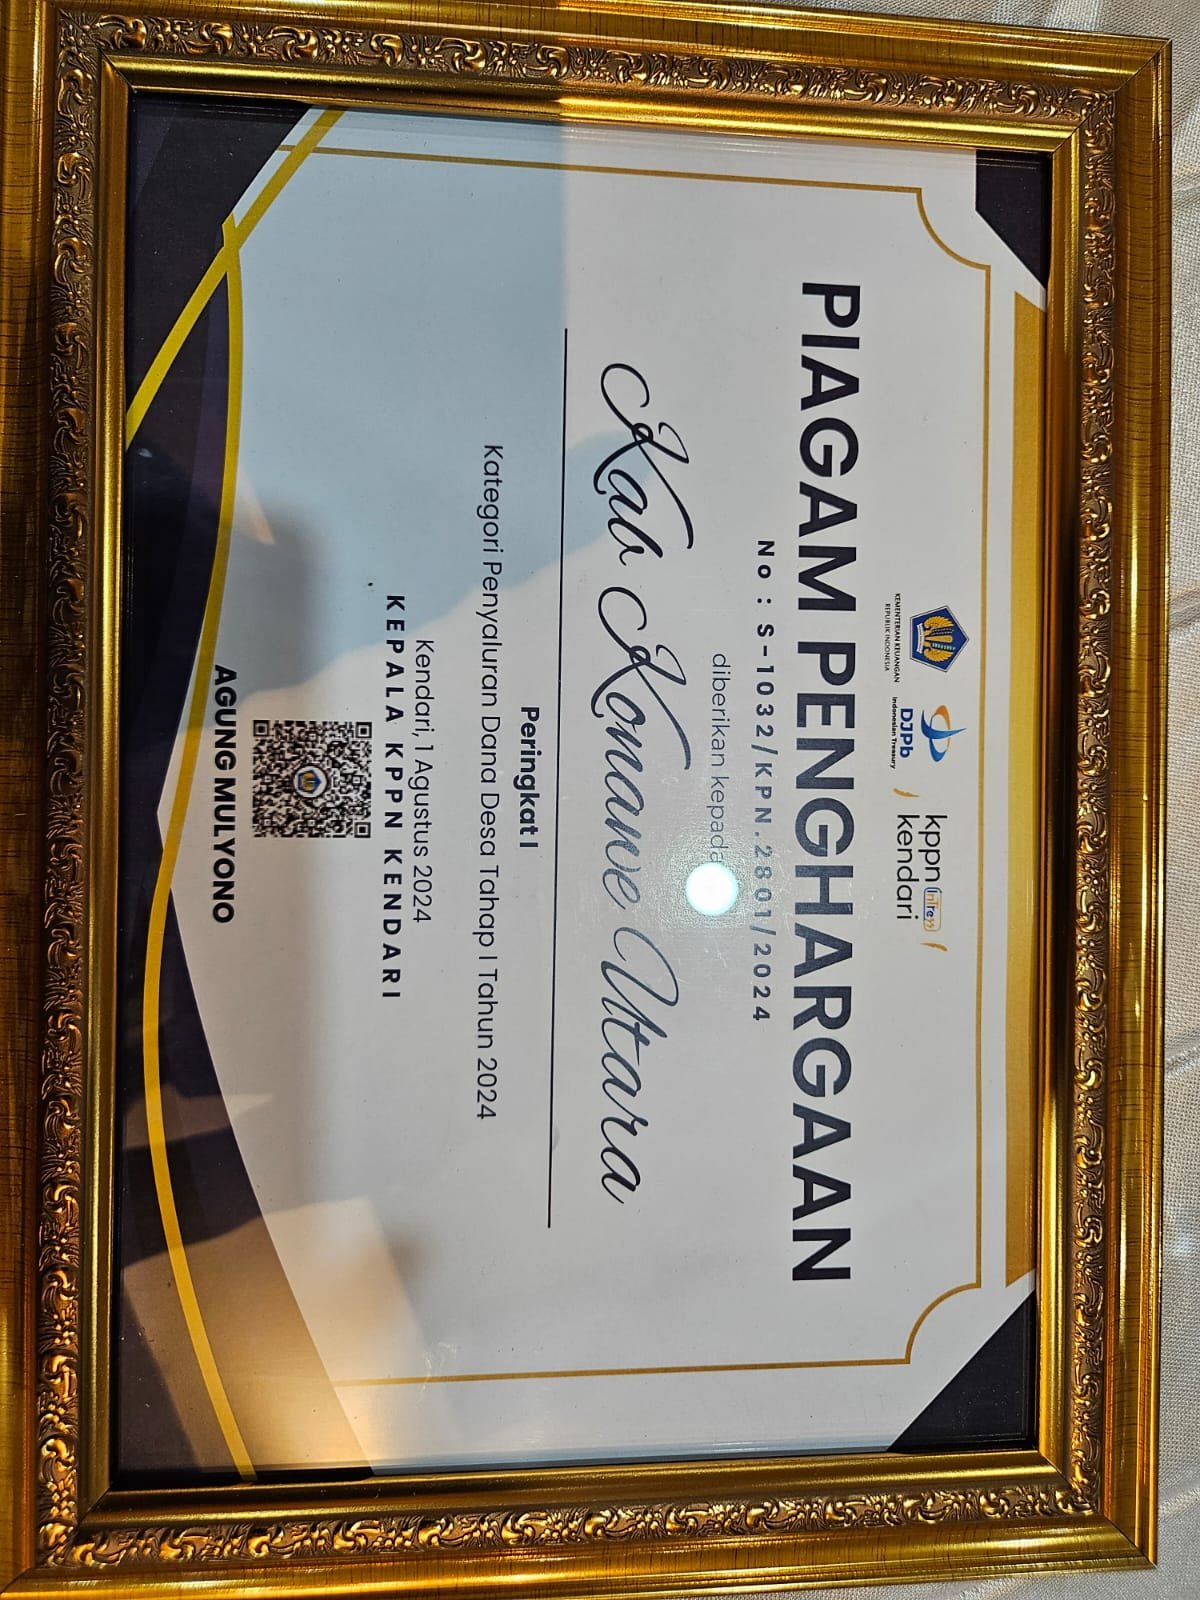 KEMENTERIAN KEUANGAN
REPUBLIK INDONESIA
DJPb
Indonesian Treasury
kppn InTress
kendari
PIAGAM PENGHARGAAN
No : S-1032/KPN.2801/2024
diberikan kepada
Kab Konawe Utara
Peringkat I
Kategori Penyaluran Dana Desa Tahap I Tahun 2024
Kendari, 1 Agustus 2024
KEPALA KPPN KENDARI
AGUNG MULYONO